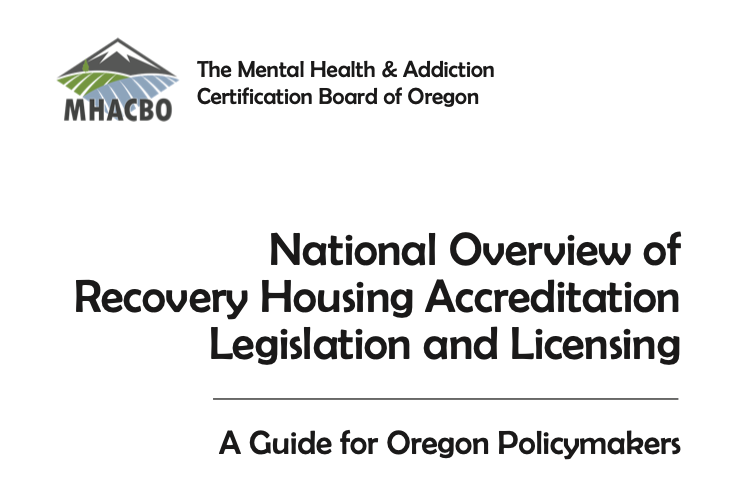 MHACBO
The Mental Health & Addiction
Certification Board of Oregon
National Overview of
Recovery Housing Accreditation
Legislation and Licensing
A Guide for Oregon Policymakers